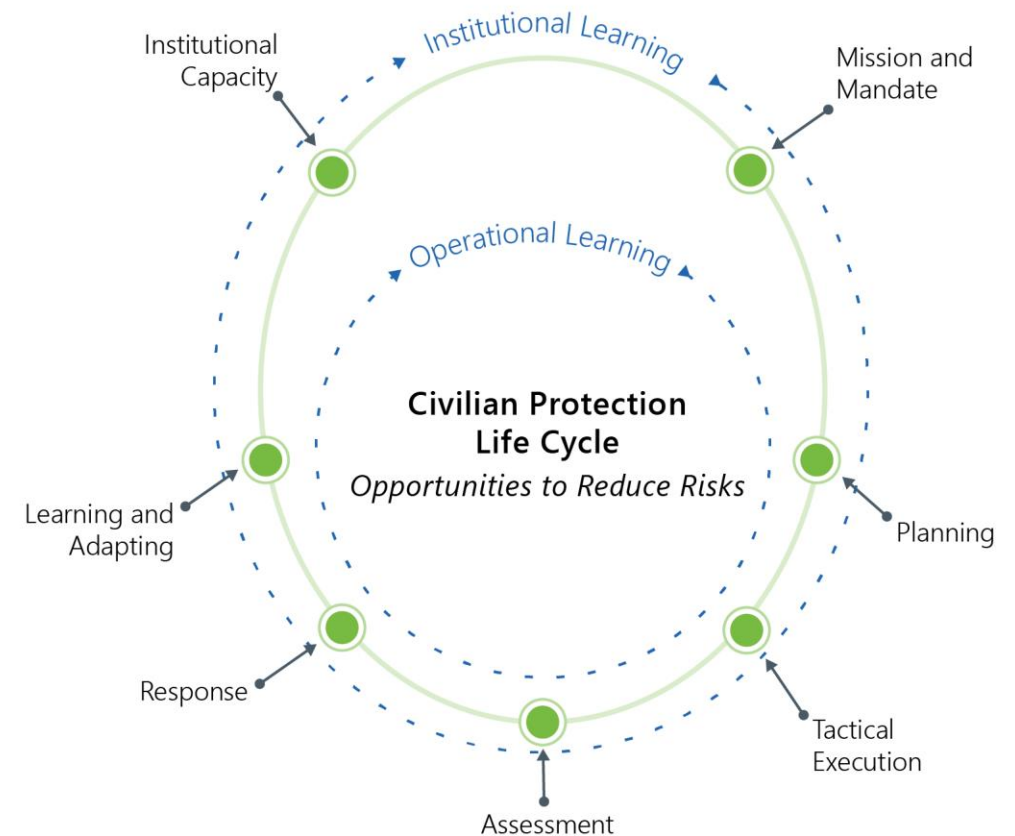 Institutional Learning
Institutional
Capacity
Mission and
Mandate
Operational Learning
Civilian Protection
Life Cycle
Opportunities to Reduce Risks
Learning and
Adapting
Planning
Response
Tactical
Execution
Assessment